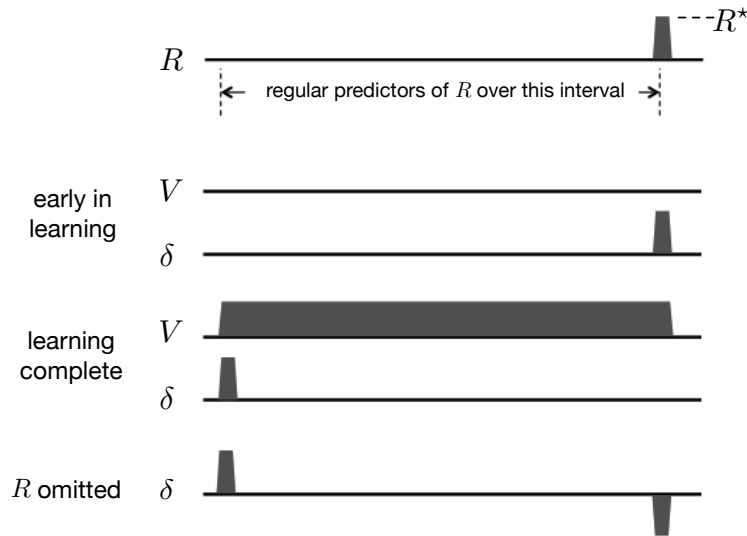 R⋆
R
regular predictors of R over this interval
early in
learning
V
δ
learning
complete
V
δ
R omitted
δ